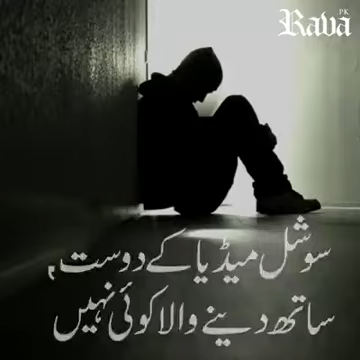 Rava PK
سوشل میڈیا کے دوست,
ساتھ دینے والا کوئی نہیں